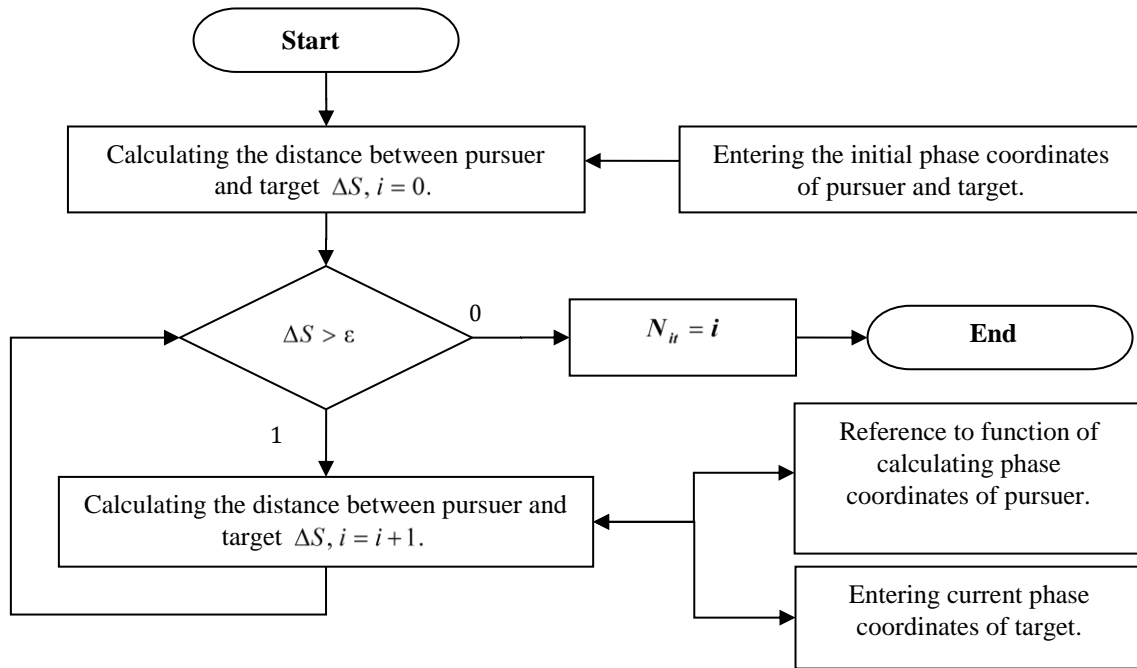 Start
Calculating the distance between pursuer
and target ΔS, i = 0.
Entering the initial phase coordinates
of pursuer and target.
ΔS > ε
0
N_it = i
End
1
Calculating the distance between pursuer and
target ΔS, i = i+1.
Reference to function of
calculating phase
coordinates of pursuer.
Entering current phase
coordinates of target.